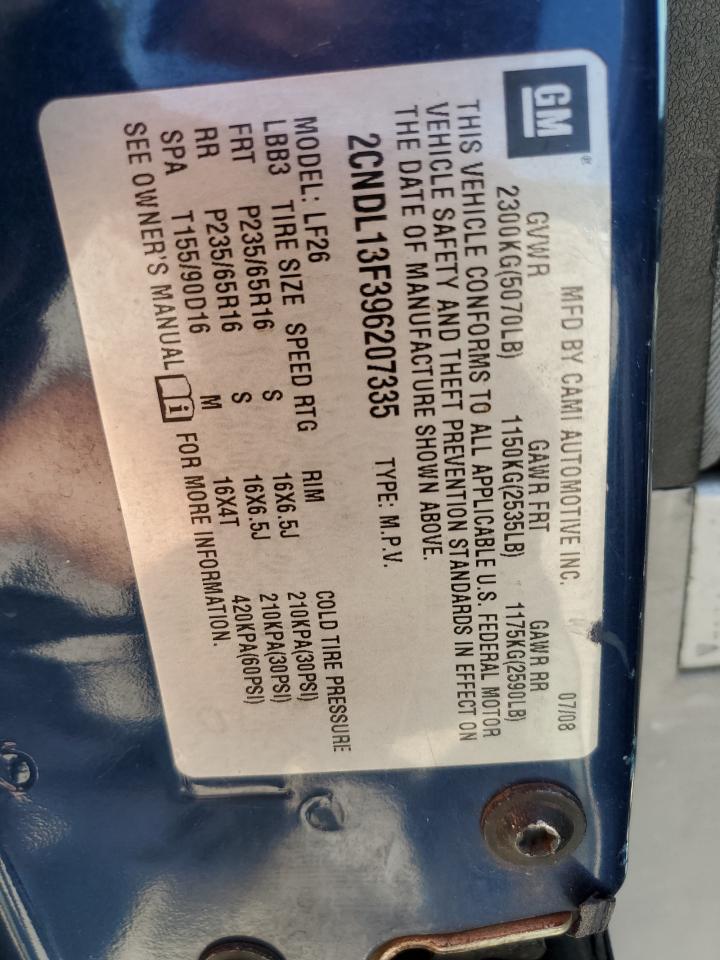 GM ®
MFD BY CAMI AUTOMOTIVE INC. 07/08
GVWR GAWR FRT GAWR RR
2300KG(5070LB) 1150KG(2535LB) 1175KG(2590LB)
THIS VEHICLE CONFORMS TO ALL APPLICABLE U.S. FEDERAL MOTOR
VEHICLE SAFETY AND THEFT PREVENTION STANDARDS IN EFFECT ON
THE DATE OF MANUFACTURE SHOWN ABOVE.
2CNDL13F396207335 TYPE: M.P.V.
MODEL: LF26
LBB3 TIRE SIZE SPEED RTG RIM COLD TIRE PRESSURE
FRT P235/65R16 S 16X6.5J 210KPA(30PSI)
RR P235/65R16 S 16X6.5J 210KPA(30PSI)
SPA T155/90D16 M 16X4T 420KPA(60PSI)
SEE OWNER'S MANUAL FOR MORE INFORMATION.